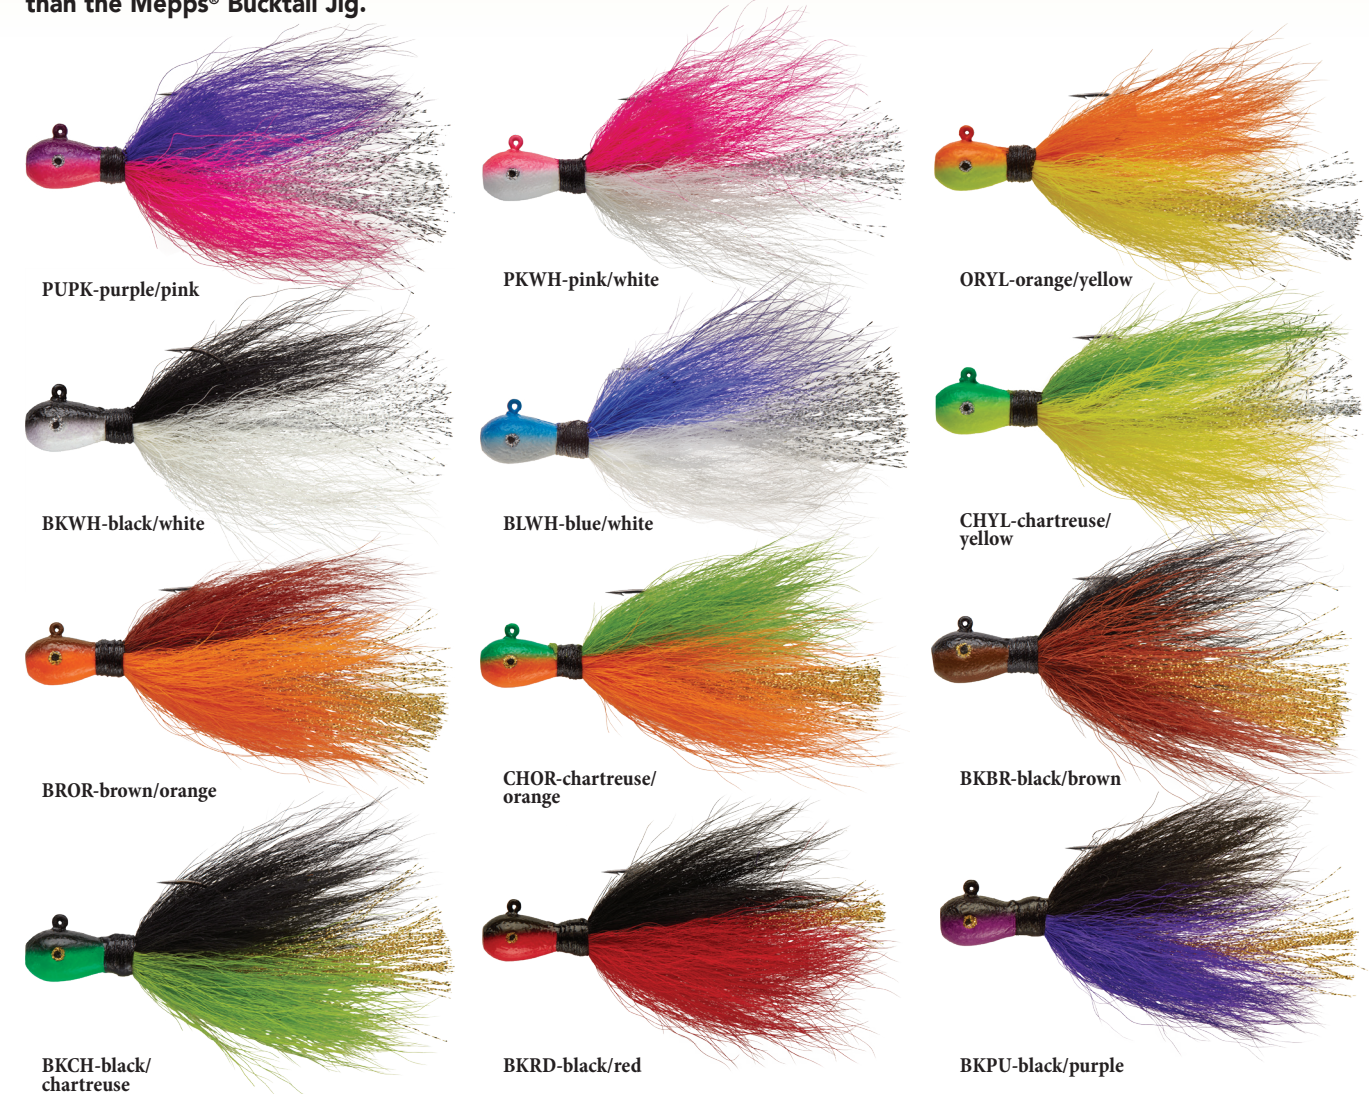 than the Mepps® Bucktail Jig.
PUPK-purple/pink
PKWH-pink/white
ORYL-orange/yellow
BKWH-black/white
BLWH-blue/white
CHYL-chartreuse/
yellow
BROR-brown/orange
CHOR-chartreuse/
orange
BKBR-black/brown
BKCH-black/
chartreuse
BKRD-black/red
BKPU-black/purple